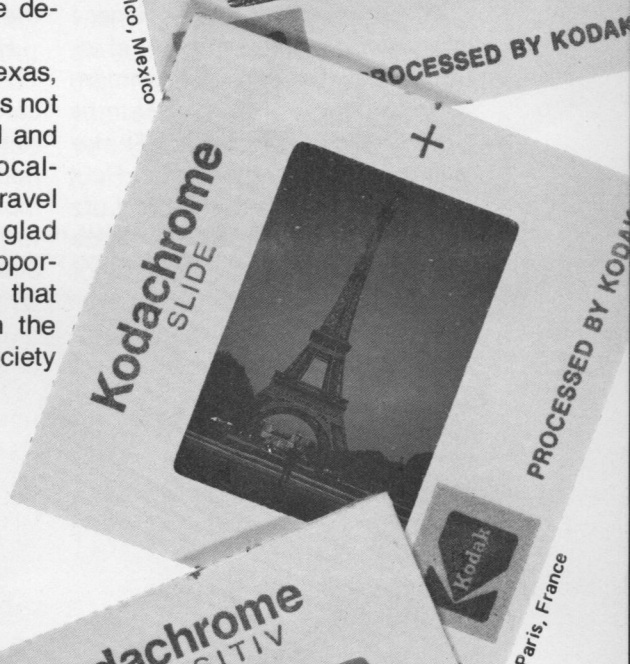 e de-
exas,
s not
l and
ocal-
ravel
glad
ppor-
that
n the
ciety
ico, Mexico
PROCESSED BY KODAK
Kodachrome
SLIDE
PROCESSED BY KODAK
Kodak
Paris, France
dachrome
SITIV